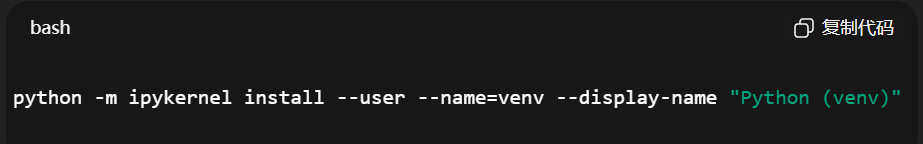 bash
复制代码
python -m ipykernel install --user --name=venv --display-name "Python (venv)"